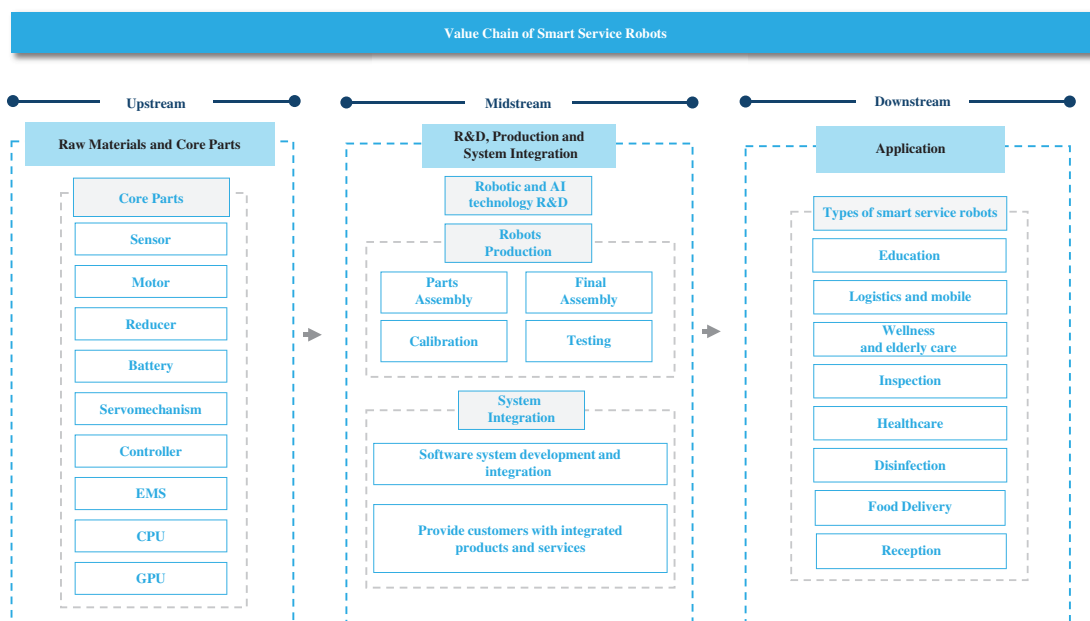 Value Chain of Smart Service Robots
Upstream
Raw Materials and Core Parts
Core Parts
Sensor
Motor
Reducer
Battery
Servomechanism
Controller
EMS
CPU
GPU
Midstream
R&D, Production and
System Integration
Robotic and AI
technology R&D
Robots
Production
Parts
Assembly
Final
Assembly
Calibration
Testing
System
Integration
Software system development and
integration
Provide customers with integrated
products and services
Downstream
Application
Types of smart service robots
Education
Logistics and mobile
Wellness
and elderly care
Inspection
Healthcare
Disinfection
Food Delivery
Reception